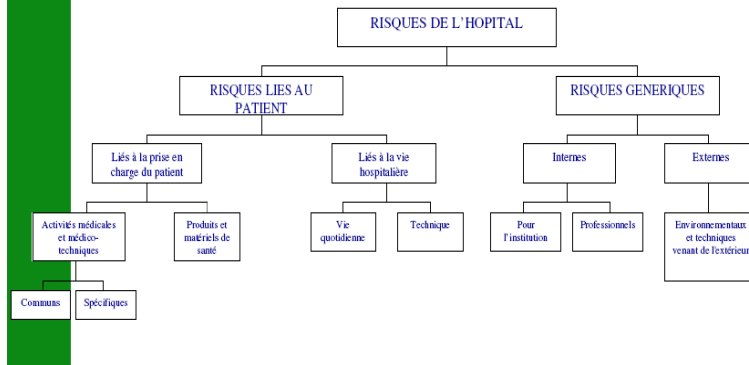 RISQUES DE L'HOPITAL
RISQUES LIES AU
PATIENT
RISQUES GENERIQUES
Liés à la prise en
charge du patient
Liés à la vie
hospitalière
Internes
Externes
Activités médicales
et médico-
techniques
Produits et
matériels de
santé
Vie
quotidienne
Technique
Pour
l'institution
Professionnels
Environnementaux
et techniques
venant de l'extérieur
Communs
Spécifiques